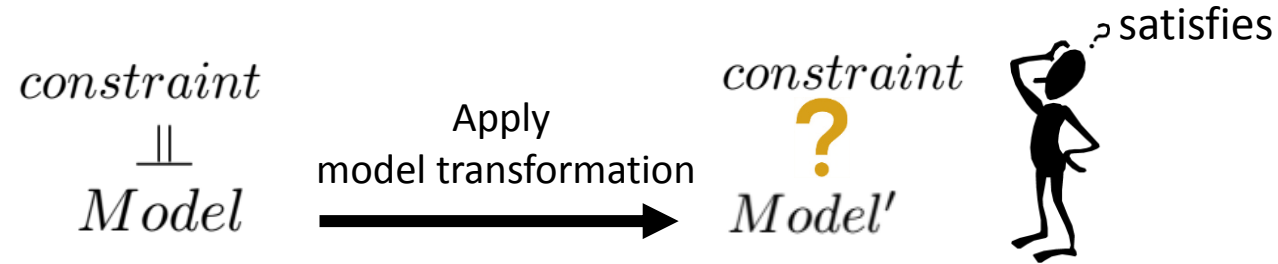 constraint
⫫
Model
Apply
model transformation
constraint
?
Model′
? satisfies